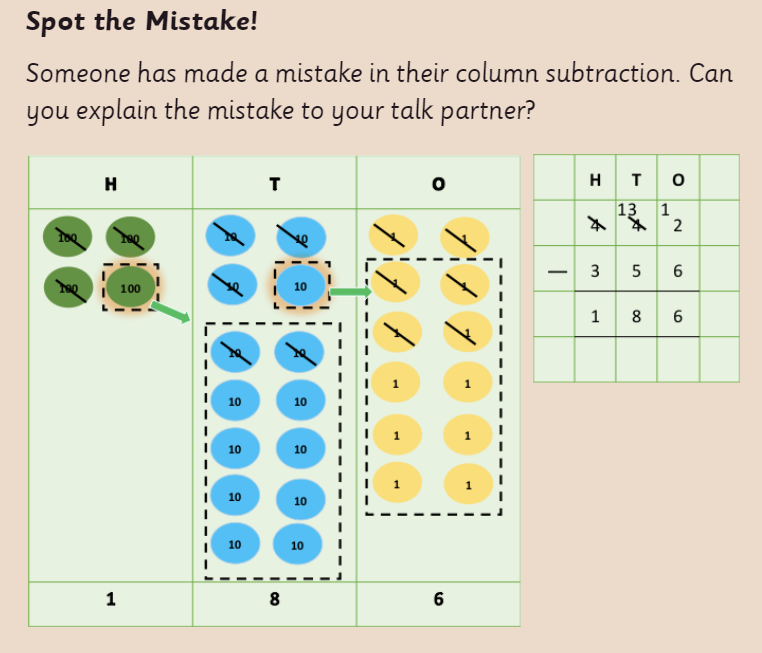 Spot the Mistake!
Someone has made a mistake in their column subtraction. Can
you explain the mistake to your talk partner?
H T O
100 100 10 10 1 1
100 100 10 10 1 1
10 10 1 1
10 10 1 1
10 10 1 1
10 10 1 1
10 10
1 8 6
H T O
13 1
4 4 2
— 3 5 6
1 8 6